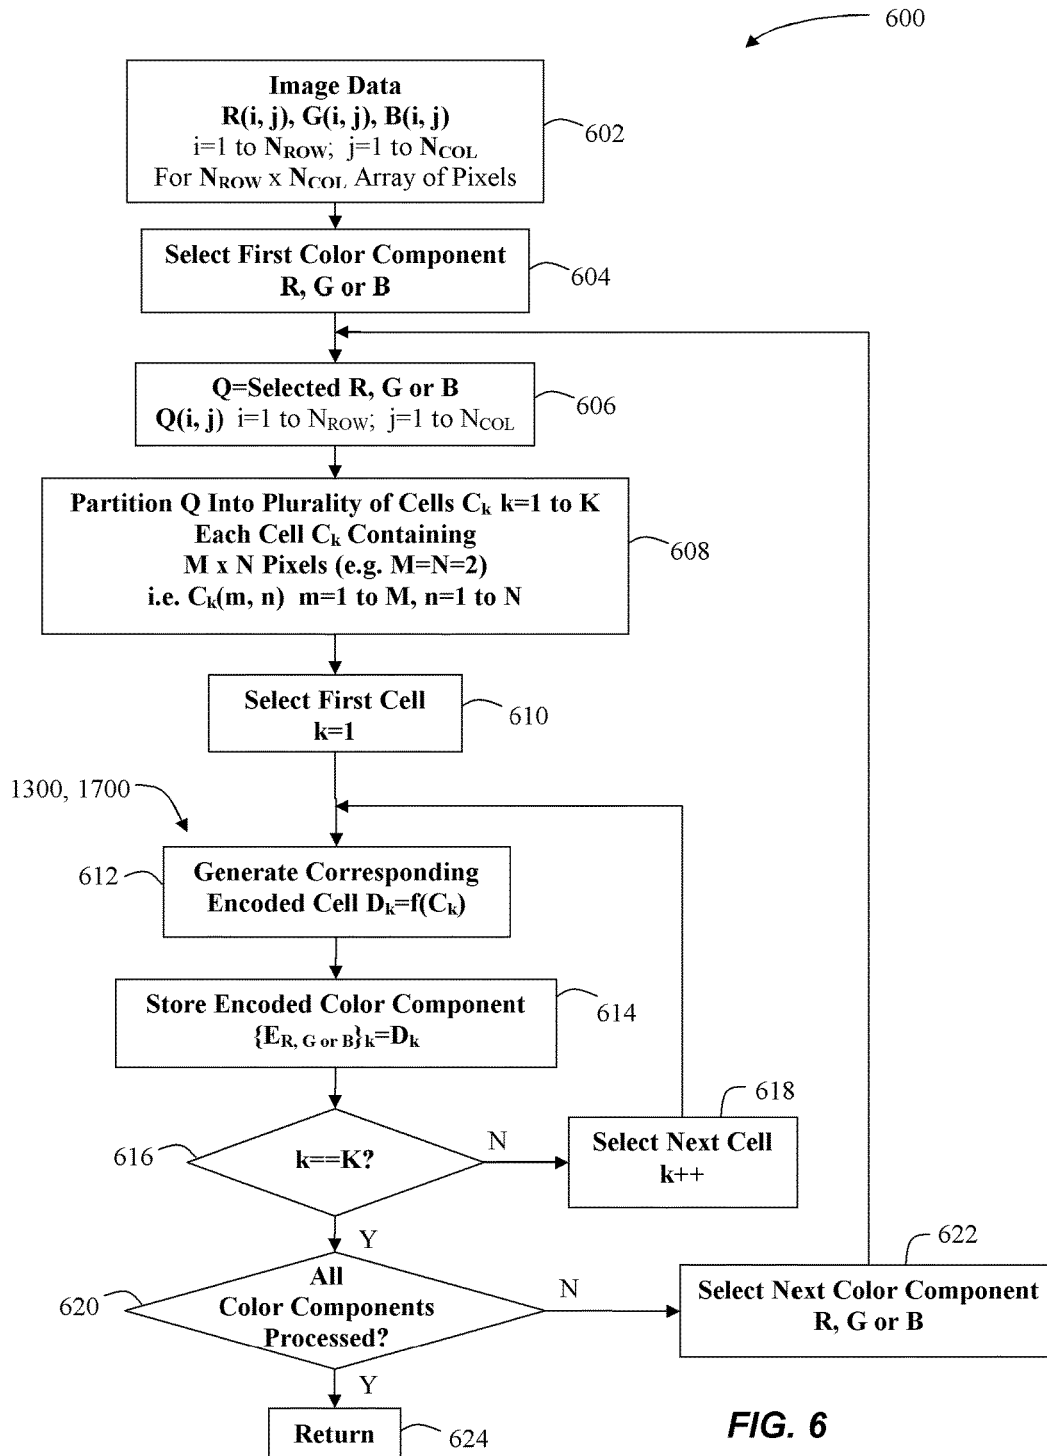 600
Image Data
R(i, j), G(i, j), B(i, j)
i=1 to NROW; j=1 to NCOL
For NROW x NCOL Array of Pixels
602
Select First Color Component
R, G or B
604
Q=Selected R, G or B
Q(i, j) i=1 to NROW; j=1 to NCOL
606
Partition Q Into Plurality of Cells Ck k=1 to K
Each Cell Ck Containing
M x N Pixels (e.g. M=N=2)
i.e. Ck(m, n) m=1 to M, n=1 to N
608
Select First Cell
k=1
610
1300, 1700
612
Generate Corresponding
Encoded Cell Dk=f(Ck)
Store Encoded Color Component
{ER, G or B}k=Dk
614
616
k==K?
N
Select Next Cell
k++
618
Y
620
All
Color Components
Processed?
N
Select Next Color Component
R, G or B
622
Y
Return
624
FIG. 6